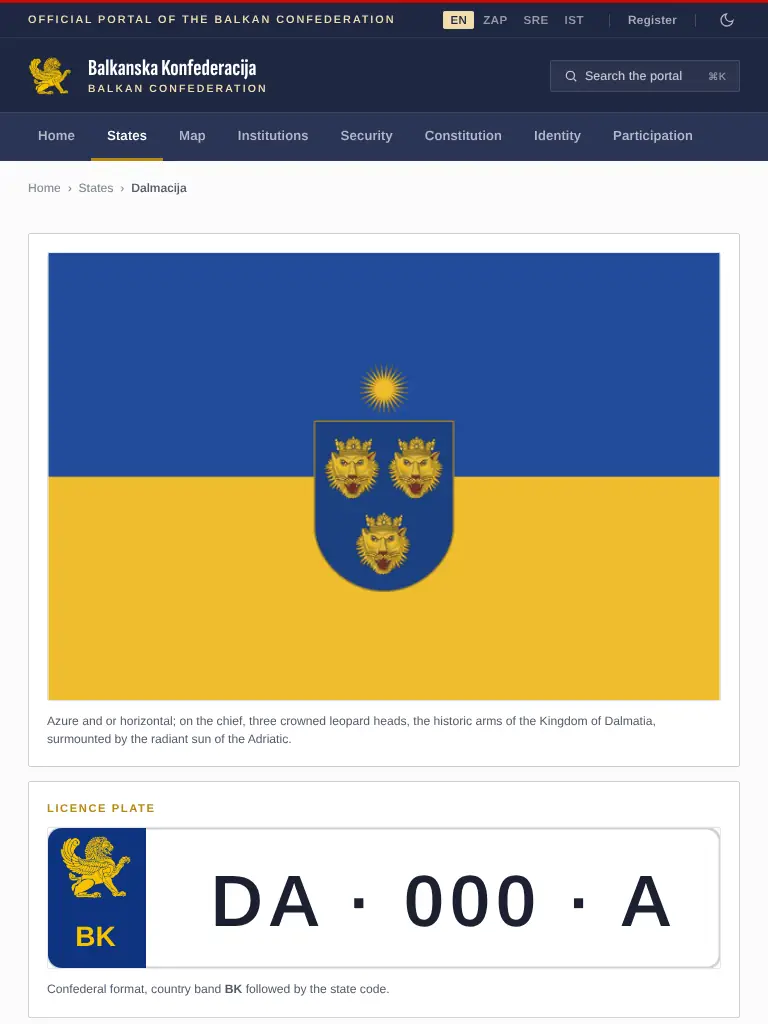 OFFICIAL PORTAL OF THE BALKAN CONFEDERATION EN ZAP SRE IST Register
Balkanska Konfederacija
BALKAN CONFEDERATION
Search the portal ⌘K
Home States Map Institutions Security Constitution Identity Participation
Home › States › Dalmacija
Azure and or horizontal; on the chief, three crowned leopard heads, the historic arms of the Kingdom of Dalmatia,
surmounted by the radiant sun of the Adriatic.
LICENCE PLATE
BK
DA · 000 · A
Confederal format, country band BK followed by the state code.